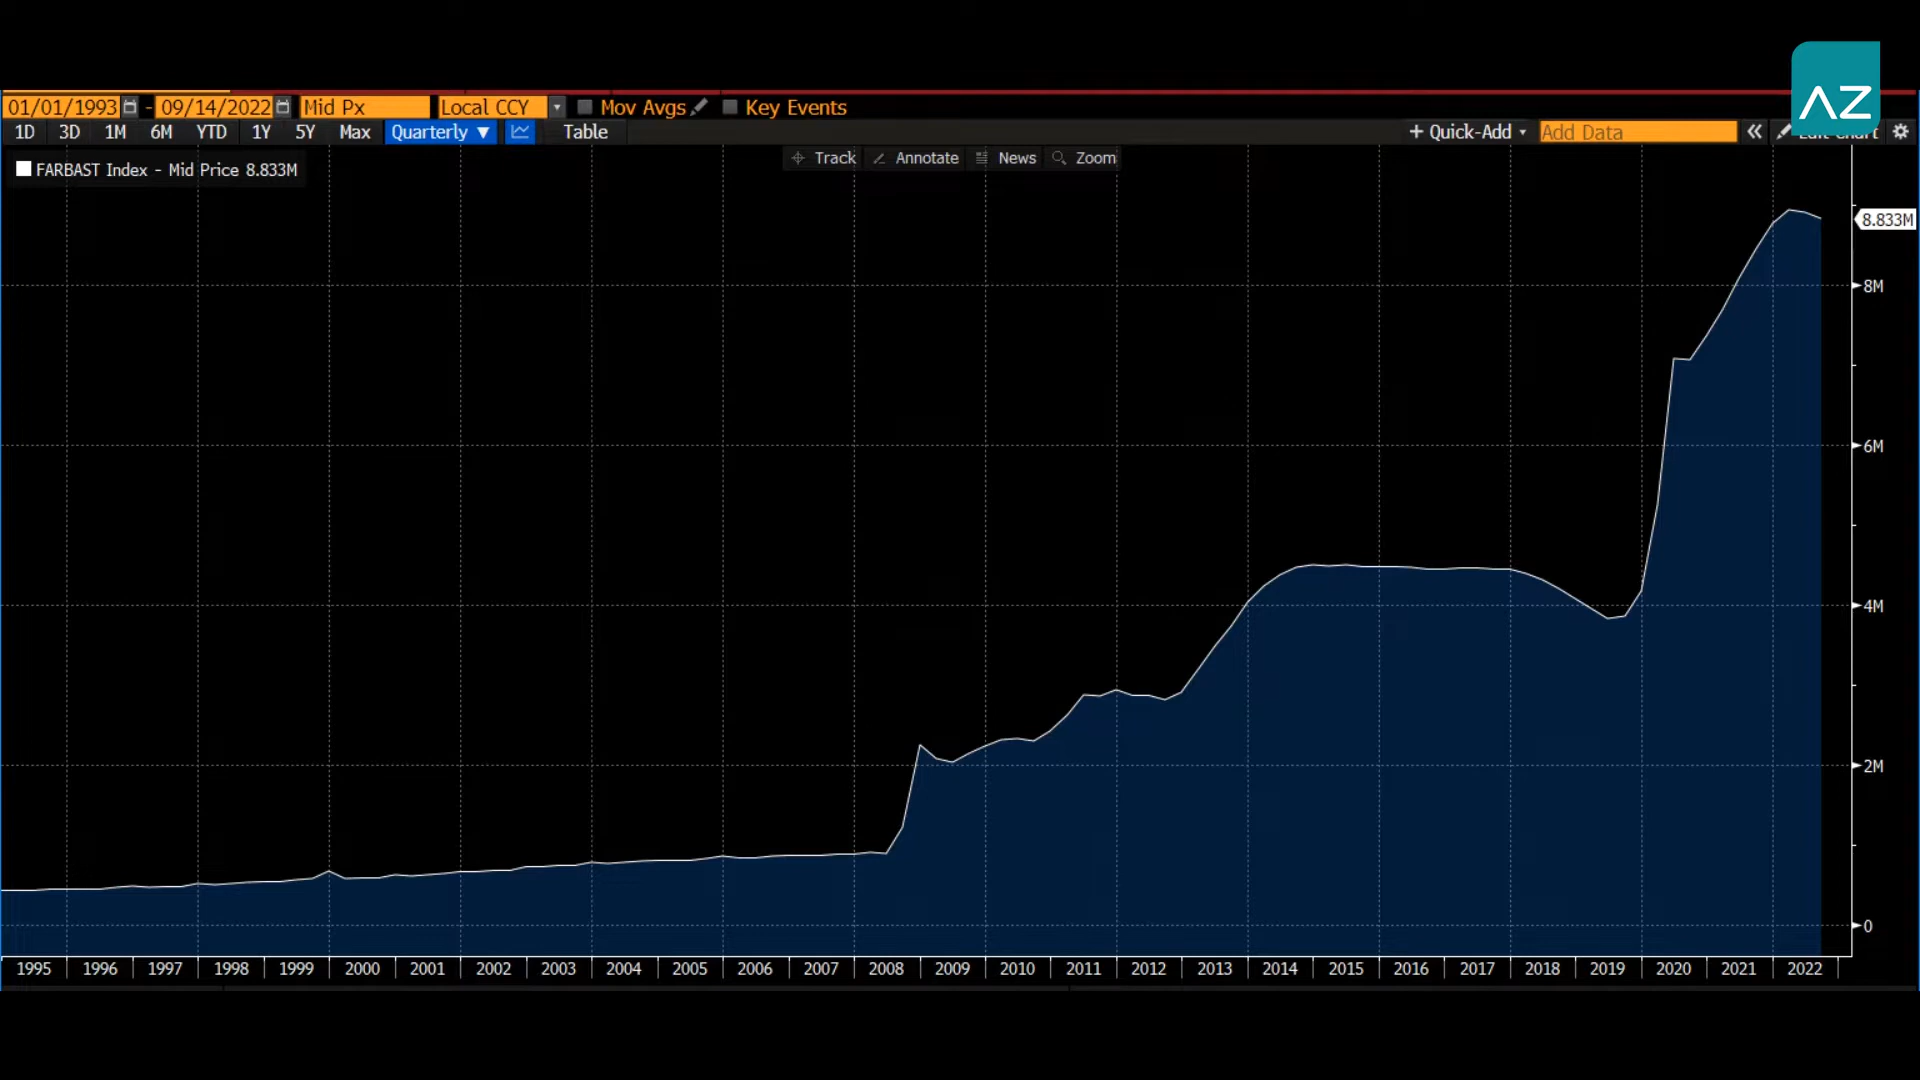 AZ
01/01/1993 - 09/14/2022 Mid Px Local CCY Mov Avgs Key Events
1D 3D 1M 6M YTD 1Y 5Y Max Quarterly ▼ Table + Quick-Add Add Data « Edit Chart
Track Annotate News Zoom
FARBAST Index - Mid Price 8.833M
8.833M
8M
6M
4M
2M
0
1995 1996 1997 1998 1999 2000 2001 2002 2003 2004 2005 2006 2007 2008 2009 2010 2011 2012 2013 2014 2015 2016 2017 2018 2019 2020 2021 2022